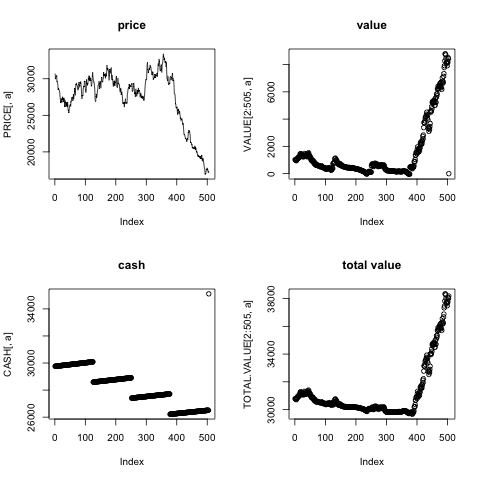 price
PRICE[, a]
20000 25000 30000
0 100 200 300 400 500
Index
value
VALUE[2:505, a]
0 2000 6000
0 100 200 300 400 500
Index
cash
CASH[, a]
26000 30000 34000
0 100 200 300 400 500
Index
total value
TOTAL.VALUE[2:505, a]
30000 34000 38000
0 100 200 300 400 500
Index